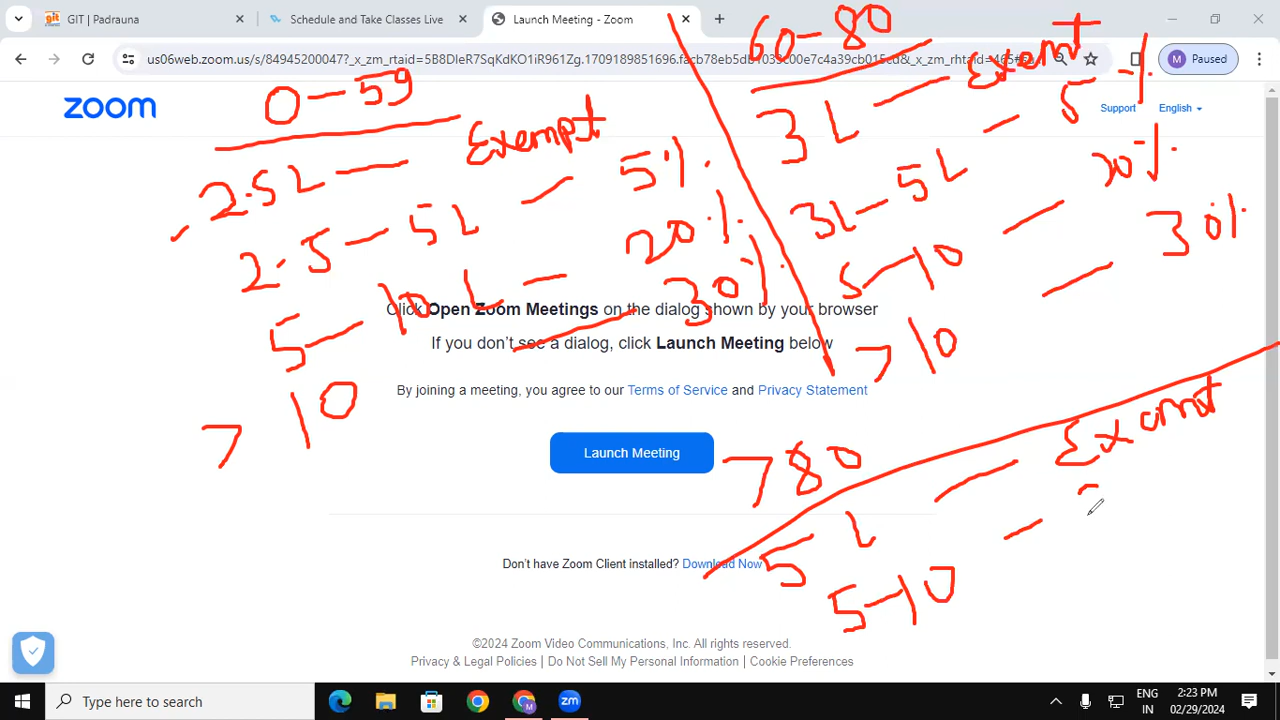 GIT | Padrauna
Schedule and Take Classes Live
Launch Meeting - Zoom
Paused
zoom
Support
English
0-59
2.5L — Exempt
2.5-5L — 5%
5-10L — 20%
>10 — 30%
60-80
3L — Exemt
3L-5L — 5%
5-10 — 20%
>10 — 30%
Click Open Zoom Meetings on the dialog shown by your browser
If you don't see a dialog, click Launch Meeting below
By joining a meeting, you agree to our Terms of Service and Privacy Statement
Launch Meeting
>80
5L —
5-10 —
Don't have Zoom Client installed? Download Now
©2024 Zoom Video Communications, Inc. All rights reserved.
Privacy & Legal Policies | Do Not Sell My Personal Information | Cookie Preferences
Type here to search
ENG
IN
2:23 PM
02/29/2024